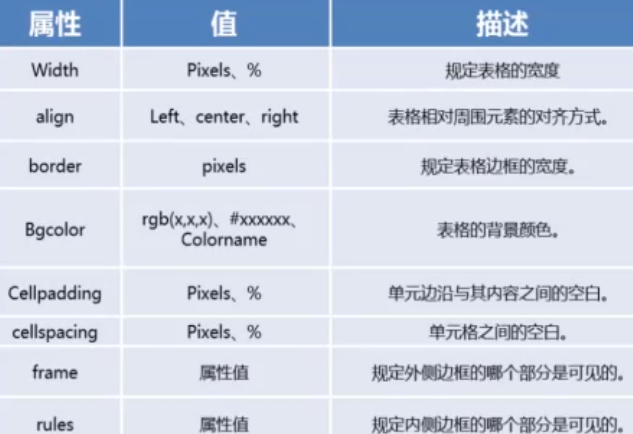 属性 值 描述
Width Pixels、% 规定表格的宽度
align Left、center、right 表格相对周围元素的对齐方式。
border pixels 规定表格边框的宽度。
Bgcolor rgb(x,x,x)、#xxxxxx、 表格的背景颜色。
Colorname
Cellpadding Pixels、% 单元边沿与其内容之间的空白。
cellspacing Pixels、% 单元格之间的空白。
frame 属性值 规定外侧边框的哪个部分是可见的。
rules 属性值 规定内侧边框的哪个部分是可见的。